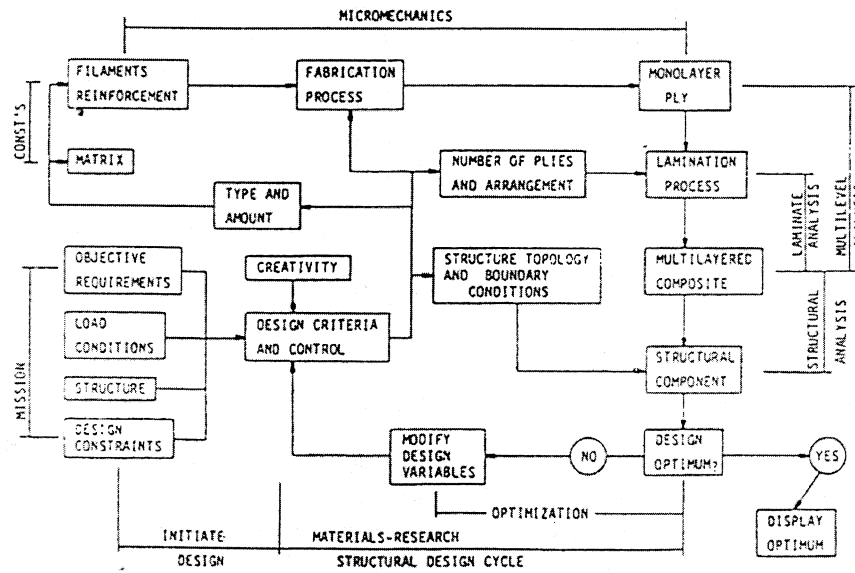 MICROMECHANICS
FILAMENTS
REINFORCEMENT
FABRICATION
PROCESS
MONOLAYER
PLY
CONST'S
MATRIX
NUMBER OF PLIES
AND ARRANGEMENT
LAMINATION
PROCESS
TYPE AND
AMOUNT
LAMINATE
ANALYSIS
MULTILEVEL
OBJECTIVE
REQUIREMENTS
CREATIVITY
STRUCTURE TOPOLOGY
AND BOUNDARY
CONDITIONS
MULTILAYERED
COMPOSITE
LOAD
CONDITIONS
DESIGN CRITERIA
AND CONTROL
STRUCTURAL
COMPONENT
STRUCTURAL
ANALYSIS
MISSION
STRUCTURE
DESIGN
CONSTRAINTS
MODIFY
DESIGN
VARIABLES
NO
DESIGN
OPTIMUM?
YES
OPTIMIZATION
DISPLAY
OPTIMUM
INITIATE
DESIGN
MATERIALS-RESEARCH
STRUCTURAL DESIGN CYCLE